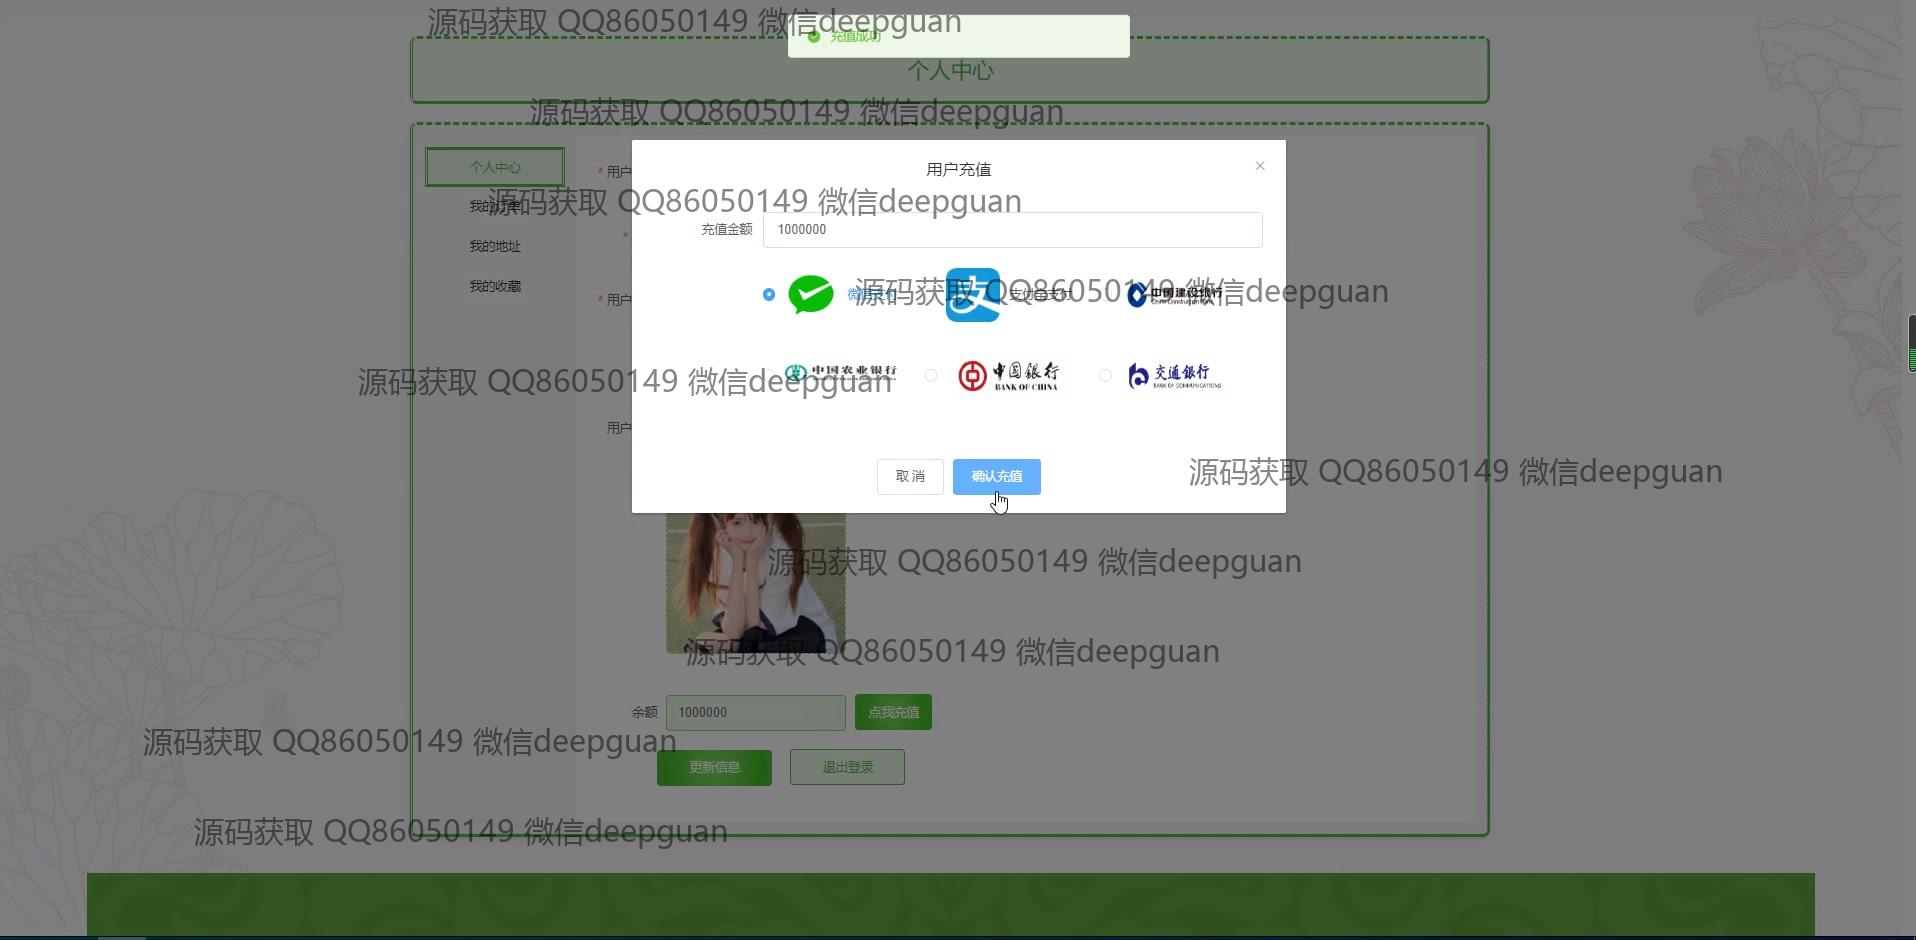 源码获取 QQ86050149 微信deepguan
充值成功
个人中心
源码获取 QQ86050149 微信deepguan
用户充值
个人中心
* 用户
源码获取 QQ86050149 微信deepguan
我的订单
充值金额 1000000
*
我的地址
我的收藏
* 用户
微信支付
支付宝支付
中国建设银行
China Construction Bank
源码获取 QQ86050149 微信deepguan
中国农业银行
中国银行
BANK OF CHINA
交通银行
BANK OF COMMUNICATIONS
源码获取 QQ86050149 微信deepguan
用户
取消
确认充值
源码获取 QQ86050149 微信deepguan
源码获取 QQ86050149 微信deepguan
源码获取 QQ86050149 微信deepguan
余额 1000000 点我充值
源码获取 QQ86050149 微信deepguan
更新信息 退出登录
源码获取 QQ86050149 微信deepguan